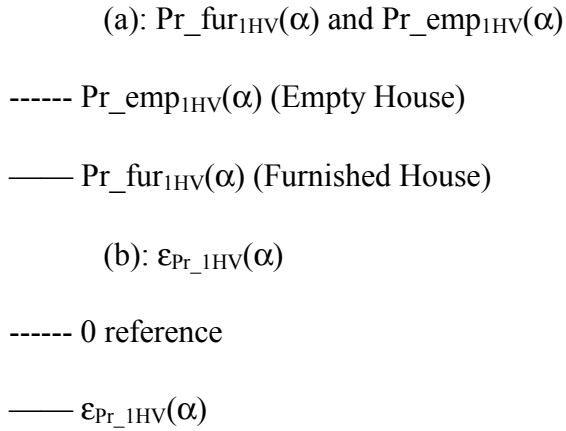 (a): Pr_fur1HV(α) and Pr_emp1HV(α)
------ Pr_emp1HV(α) (Empty House)
—— Pr_fur1HV(α) (Furnished House)
(b): εPr_1HV(α)
------ 0 reference
—— εPr_1HV(α)